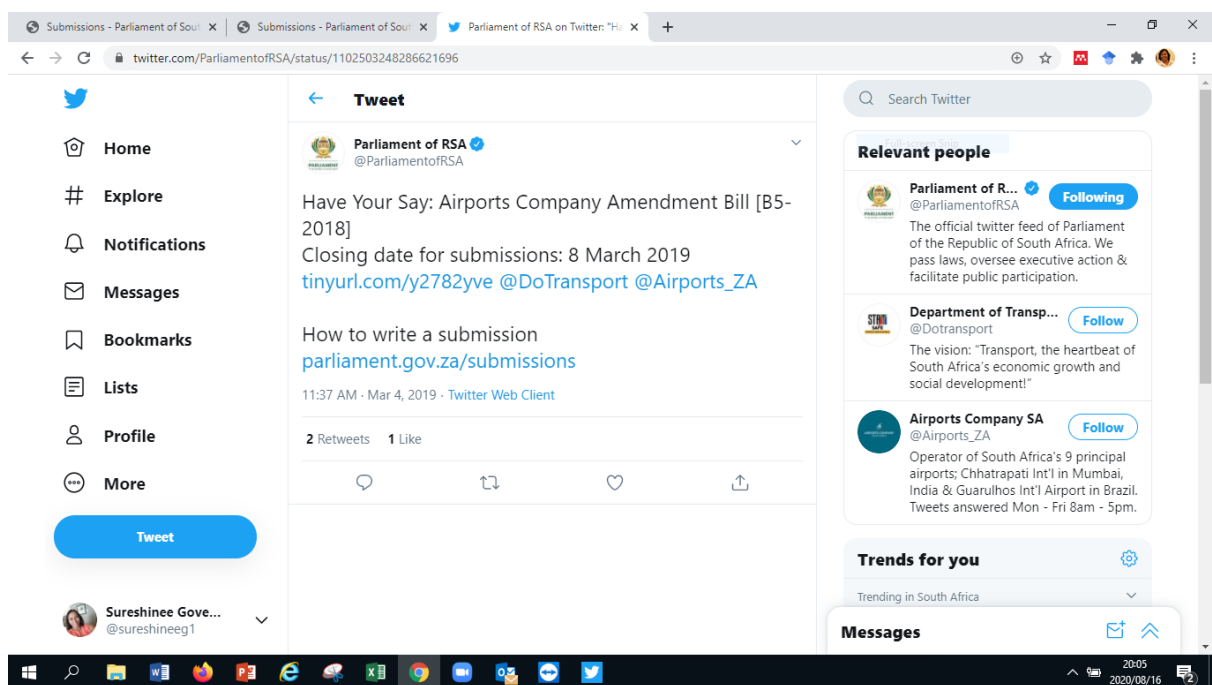 Submissions - Parliament of Sout
Submissions - Parliament of Sout
Parliament of RSA on Twitter: "Ha
twitter.com/ParliamentofRSA/status/1102503248286621696
Home
Explore
Notifications
Messages
Bookmarks
Lists
Profile
More
Tweet
Sureshinee Gove...
@sureshineeg1
Tweet
Parliament of RSA
@ParliamentofRSA
Have Your Say: Airports Company Amendment Bill [B5-
2018]
Closing date for submissions: 8 March 2019
tinyurl.com/y2782yve @DoTransport @Airports_ZA
How to write a submission
parliament.gov.za/submissions
11:37 AM · Mar 4, 2019 · Twitter Web Client
2 Retweets 1 Like
Search Twitter
Full-screen Snip
Relevant people
Parliament of R...
@ParliamentofRSA
Following
The official twitter feed of Parliament
of the Republic of South Africa. We
pass laws, oversee executive action &
facilitate public participation.
Department of Transp...
@Dotransport
Follow
The vision: "Transport, the heartbeat of
South Africa's economic growth and
social development!"
Airports Company SA
@Airports_ZA
Follow
Operator of South Africa's 9 principal
airports; Chhatrapati Int'l in Mumbai,
India & Guarulhos Int'l Airport in Brazil.
Tweets answered Mon - Fri 8am - 5pm.
Trends for you
Trending in South Africa
Messages
20:05
2020/08/16